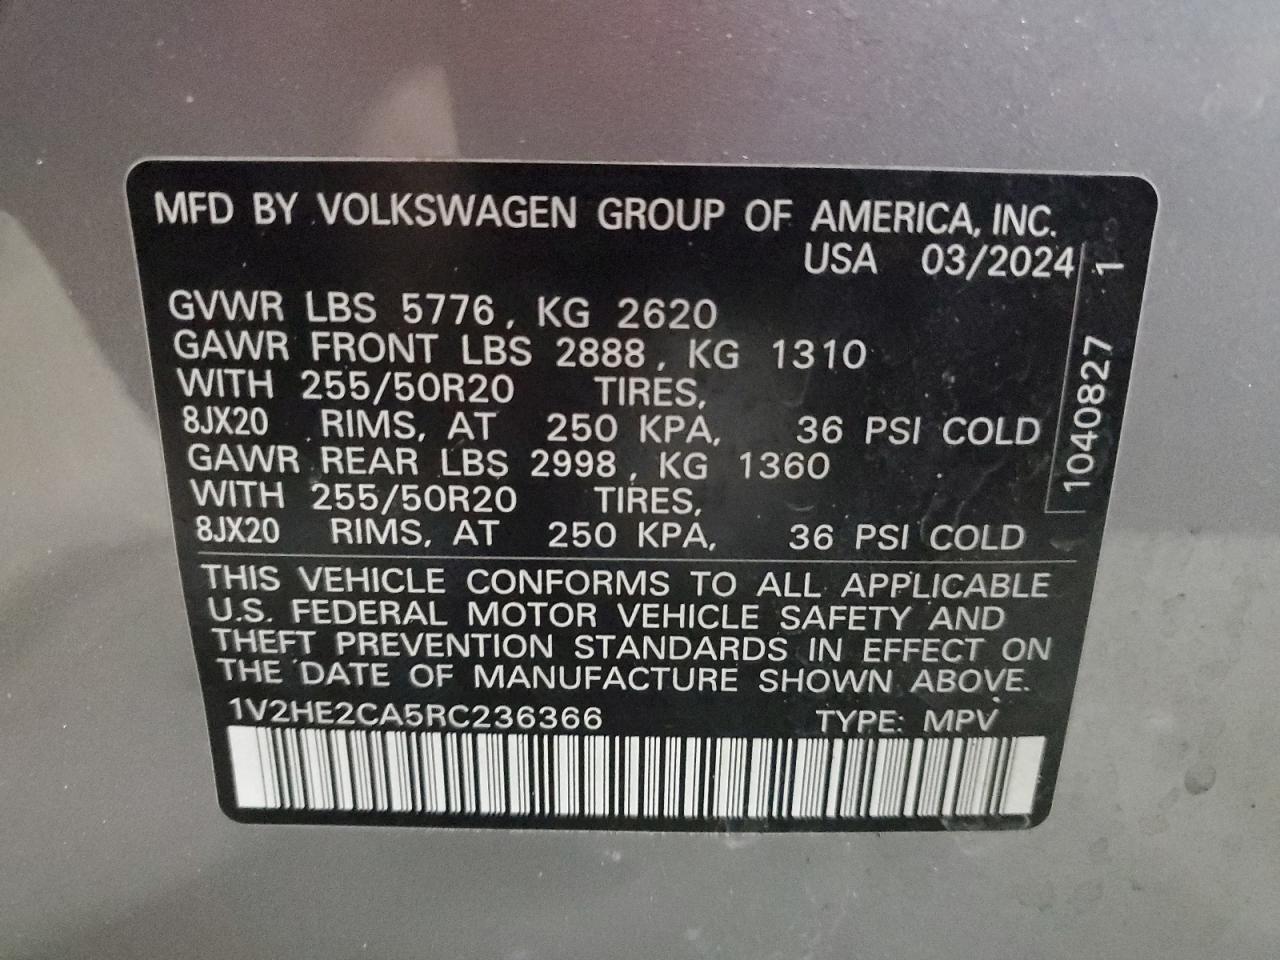 MFD BY VOLKSWAGEN GROUP OF AMERICA, INC.
USA 03/2024
GVWR LBS 5776, KG 2620
GAWR FRONT LBS 2888, KG 1310
WITH 255/50R20 TIRES,
8JX20 RIMS, AT 250 KPA, 36 PSI COLD
GAWR REAR LBS 2998, KG 1360
WITH 255/50R20 TIRES,
8JX20 RIMS, AT 250 KPA, 36 PSI COLD
1040827 1
THIS VEHICLE CONFORMS TO ALL APPLICABLE
U.S. FEDERAL MOTOR VEHICLE SAFETY AND
THEFT PREVENTION STANDARDS IN EFFECT ON
THE DATE OF MANUFACTURE SHOWN ABOVE.
1V2HE2CA5RC236366 TYPE: MPV